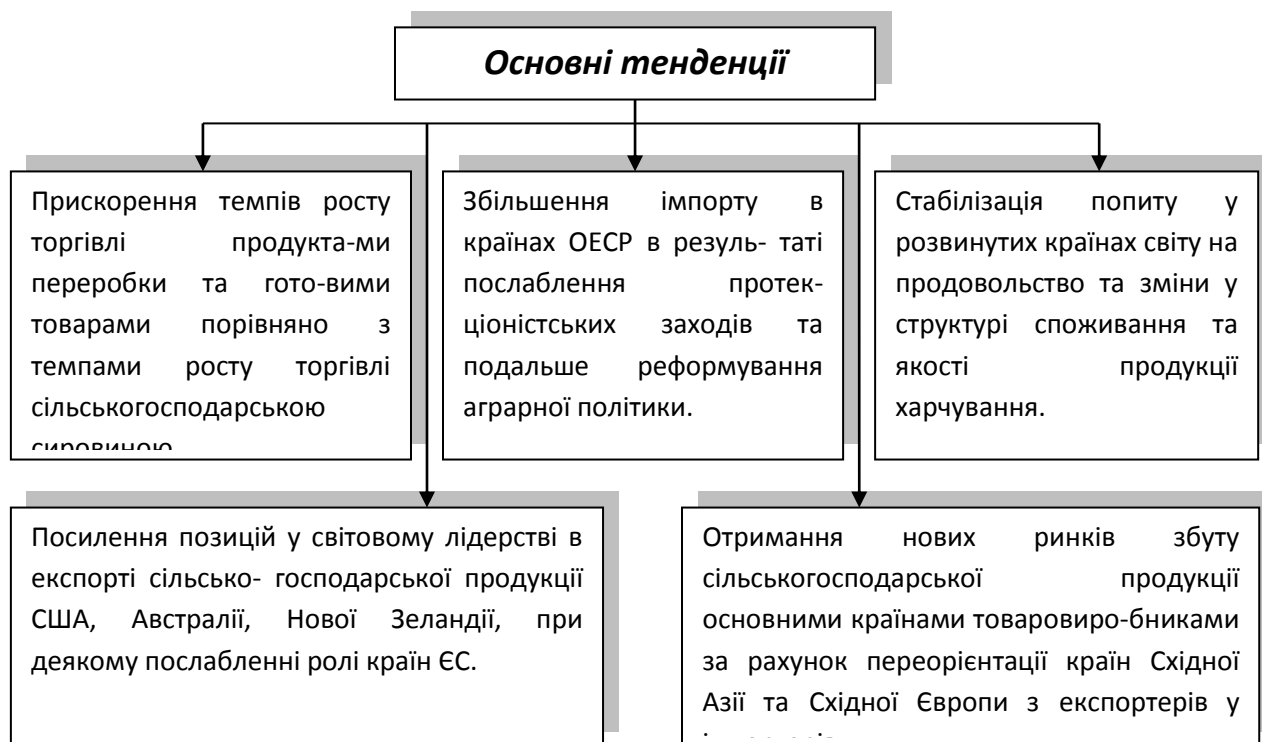 Основні тенденції
Прискорення темпів росту
торгівлі продукта-ми
переробки та гото-вими
товарами порівняно з
темпами росту торгівлі
сільськогосподарською
сировиною
Збільшення імпорту в
країнах ОЕСР в резуль- таті
послаблення протек-
ціоністських заходів та
подальше реформування
аграрної політики.
Стабілізація попиту у
розвинутих країнах світу на
продовольство та зміни у
структурі споживання та
якості продукції
харчування.
Посилення позицій у світовому лідерстві в
експорті сільсько- господарської продукції
США, Австралії, Нової Зеландії, при
деякому послабленні ролі країн ЄС.
Отримання нових ринків збуту
сільськогосподарської продукції
основними країнами товаровиро-бниками
за рахунок переорієнтації країн Східної
Азії та Східної Європи з експортерів у